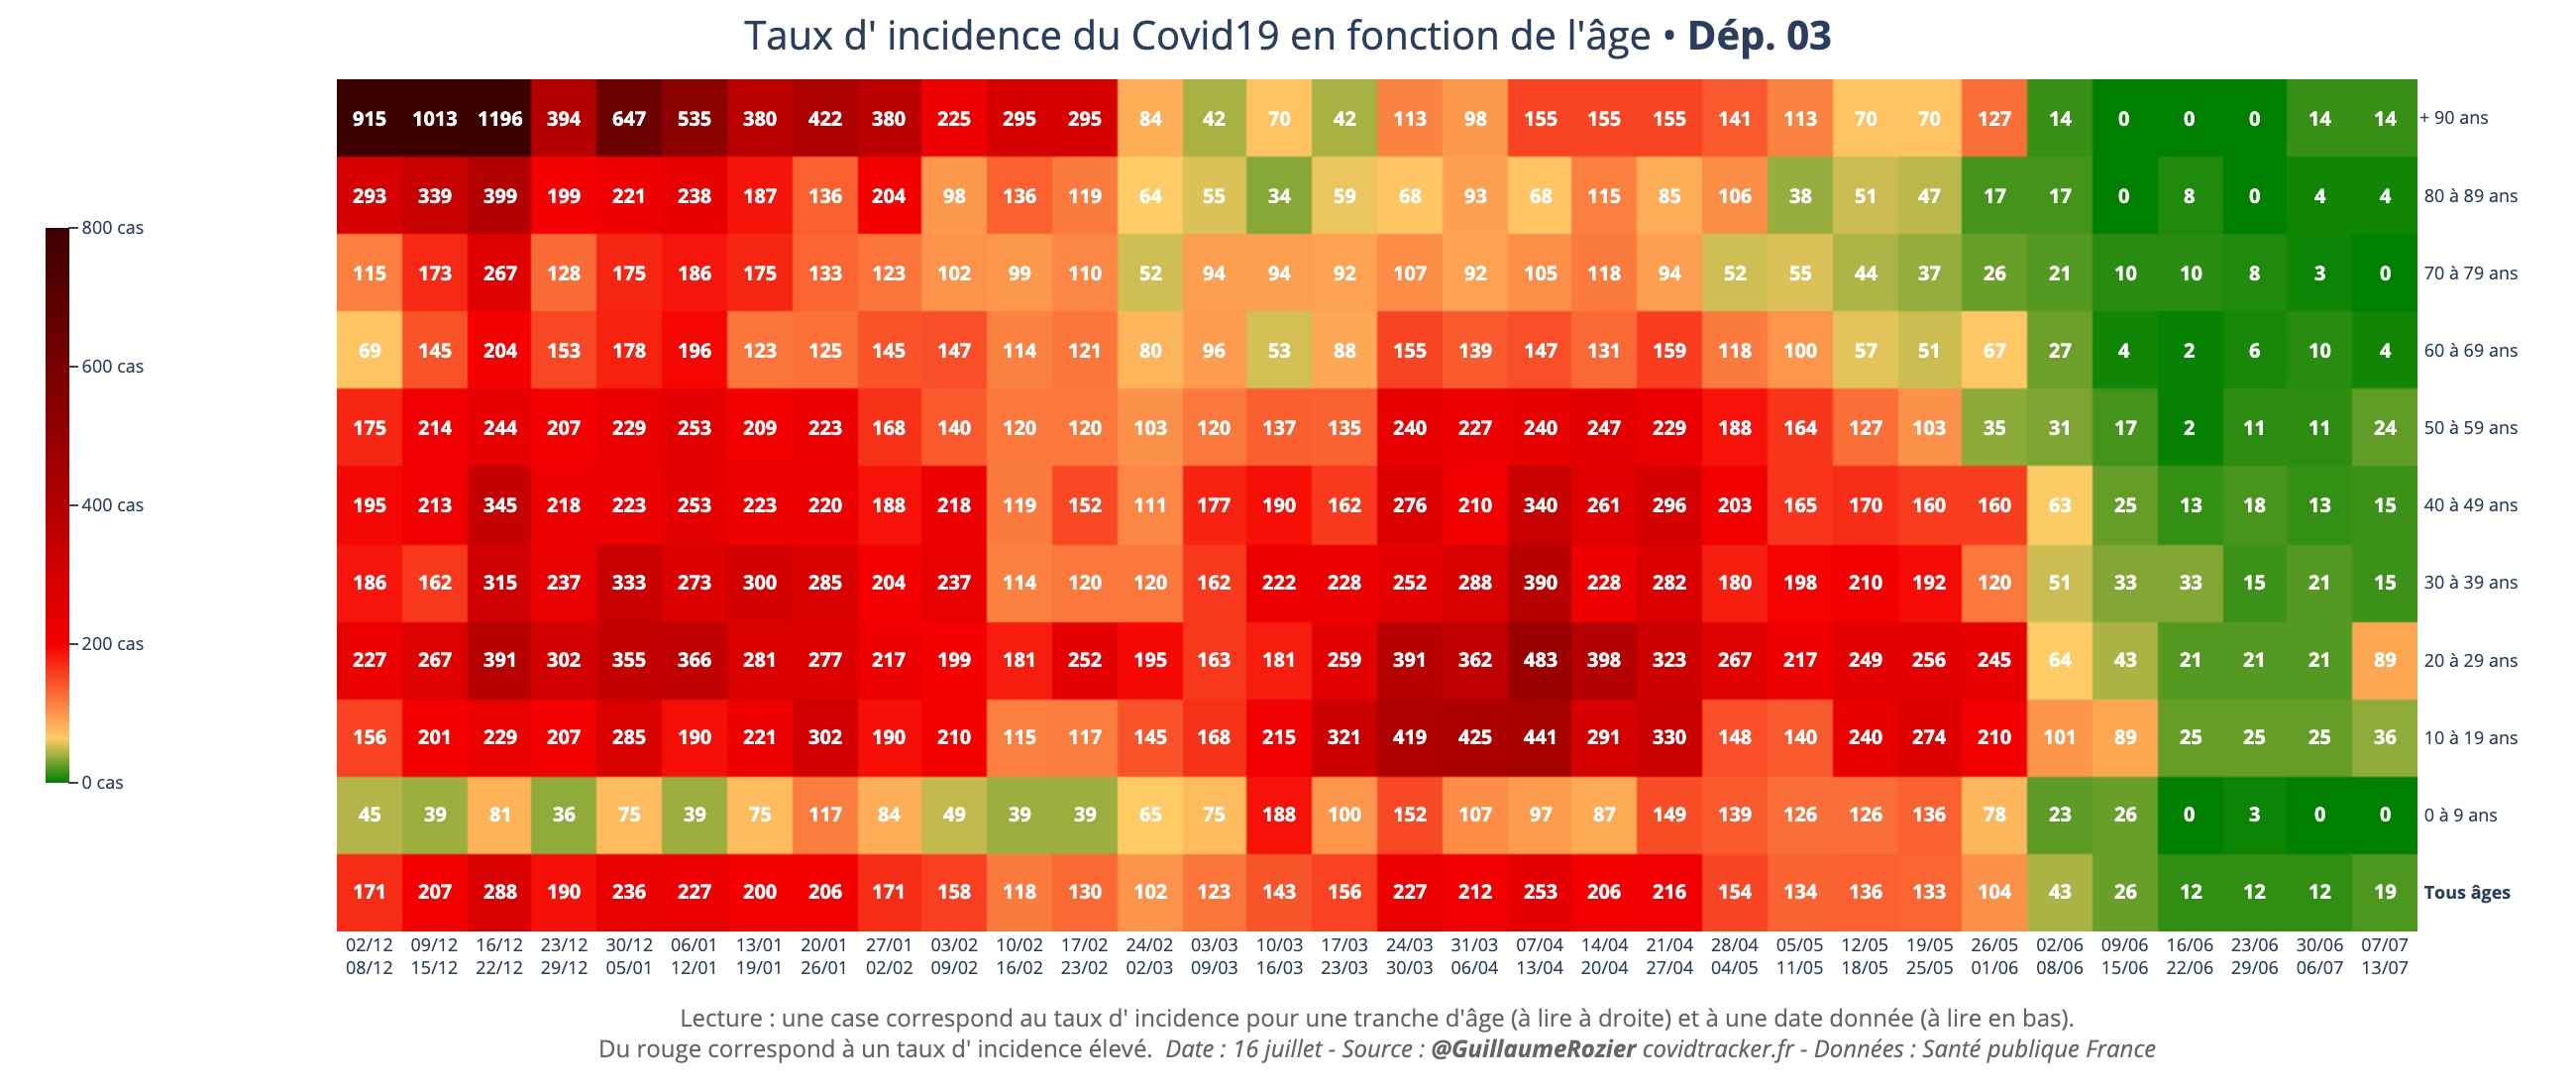 Taux d' incidence du Covid19 en fonction de l'âge • Dép. 03
915 1013 1196 394 647 535 380 422 380 225 295 295 84 42 70 42 113 98 155 155 155 141 113 70 70 127 14 0 0 0 14 14 + 90 ans
293 339 399 199 221 238 187 136 204 98 136 119 64 55 34 59 68 93 68 115 85 106 38 51 47 17 17 0 8 0 4 4 80 à 89 ans
800 cas
115 173 267 128 175 186 175 133 123 102 99 110 52 94 94 92 107 92 105 118 94 52 55 44 37 26 21 10 10 8 3 0 70 à 79 ans
69 145 204 153 178 196 123 125 145 147 114 121 80 96 53 88 155 139 147 131 159 118 100 57 51 67 27 4 2 6 10 4 60 à 69 ans
600 cas
175 214 244 207 229 253 209 223 168 140 120 120 103 120 137 135 240 227 240 247 229 188 164 127 103 35 31 17 2 11 11 24 50 à 59 ans
400 cas
195 213 345 218 223 253 223 220 188 218 119 152 111 177 190 162 276 210 340 261 296 203 165 170 160 160 63 25 13 18 13 15 40 à 49 ans
186 162 315 237 333 273 300 285 204 237 114 120 120 162 222 228 252 288 390 228 282 180 198 210 192 120 51 33 33 15 21 15 30 à 39 ans
200 cas
227 267 391 302 355 366 281 277 217 199 181 252 195 163 181 259 391 362 483 398 323 267 217 249 256 245 64 43 21 21 21 89 20 à 29 ans
156 201 229 207 285 190 221 302 190 210 115 117 145 168 215 321 419 425 441 291 330 148 140 240 274 210 101 89 25 25 25 36 10 à 19 ans
0 cas
45 39 81 36 75 39 75 117 84 49 39 39 65 75 188 100 152 107 97 87 149 139 126 126 136 78 23 26 0 3 0 0 0 à 9 ans
171 207 288 190 236 227 200 206 171 158 118 130 102 123 143 156 227 212 253 206 216 154 134 136 133 104 43 26 12 12 12 19 Tous âges
02/12 09/12 16/12 23/12 30/12 06/01 13/01 20/01 27/01 03/02 10/02 17/02 24/02 03/03 10/03 17/03 24/03 31/03 07/04 14/04 21/04 28/04 05/05 12/05 19/05 26/05 02/06 09/06 16/06 23/06 30/06 07/07
08/12 15/12 22/12 29/12 05/01 12/01 19/01 26/01 02/02 09/02 16/02 23/02 02/03 09/03 16/03 23/03 30/03 06/04 13/04 20/04 27/04 04/05 11/05 18/05 25/05 01/06 08/06 15/06 22/06 29/06 06/07 13/07
Lecture : une case correspond au taux d' incidence pour une tranche d'âge (à lire à droite) et à une date donnée (à lire en bas).
Du rouge correspond à un taux d' incidence élevé. Date : 16 juillet - Source : @GuillaumeRozier covidtracker.fr - Données : Santé publique France